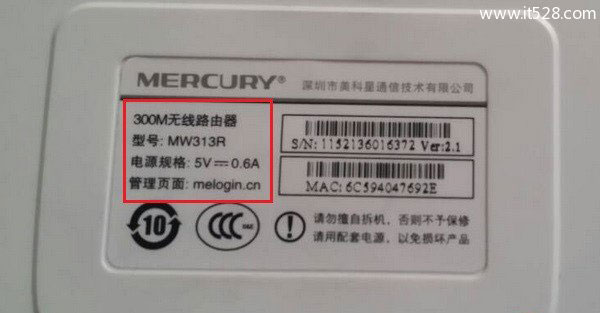 www.it528.com
MERCURY® 深圳市美科星通信技术有限公司
300M无线路由器
型号: MW313R
电源规格: 5V⎓0.6A
管理页面: melogin.cn
S/N: 1152136016372 Ver:2.1
MAC: 6C594047692E
10
CCC
请勿擅自拆机，否则不予保修
请用配套电源，以免损坏产品